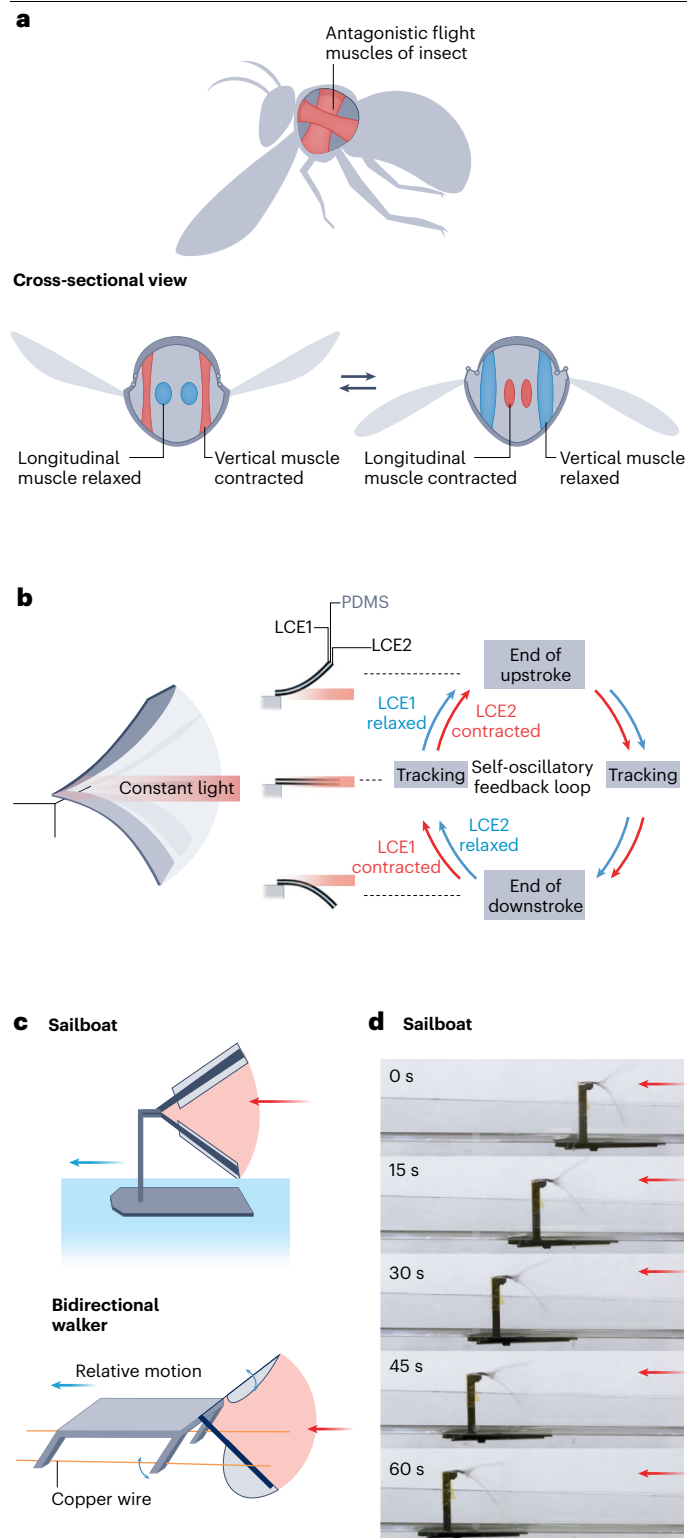 a
Antagonistic flight
muscles of insect
Cross-sectional view
Longitudinal
muscle relaxed
Vertical muscle
contracted
Longitudinal
muscle contracted
Vertical muscle
relaxed
b
PDMS
LCE1
LCE2
End of
upstroke
LCE1
relaxed
LCE2
contracted
Constant light
Tracking
Self-oscillatory
feedback loop
Tracking
LCE1
contracted
LCE2
relaxed
End of
downstroke
c Sailboat
Bidirectional
walker
Relative motion
Copper wire
d Sailboat
0 s
15 s
30 s
45 s
60 s